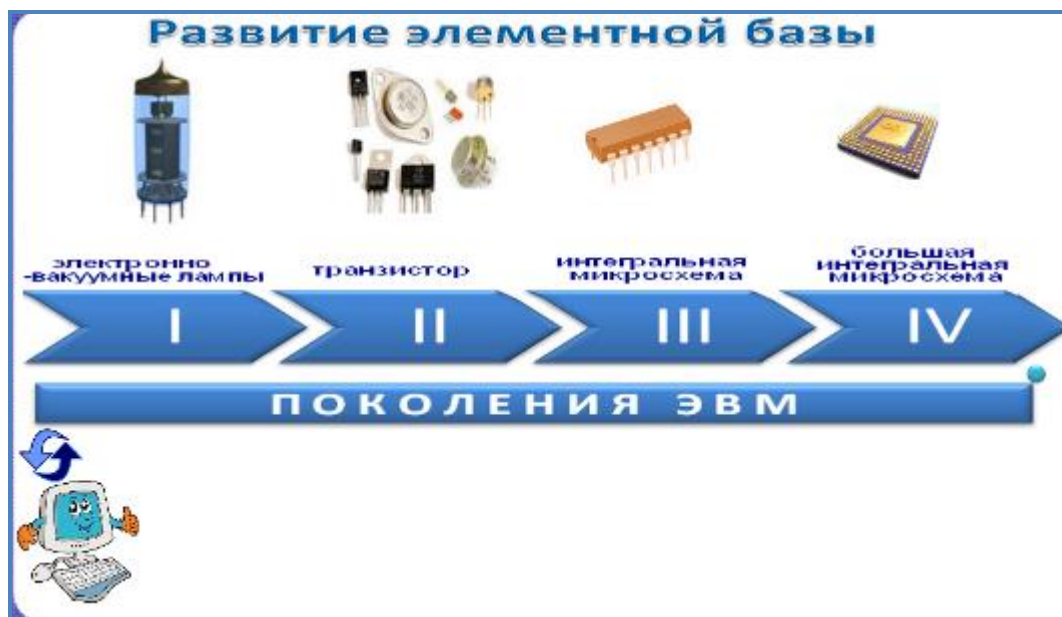 Развитие элементной базы
электронно
-вакуумные лампы
транзистор
интегральная
микросхема
большая
интегральная
микросхема
I
II
III
IV
ПОКОЛЕНИЯ ЭВМ